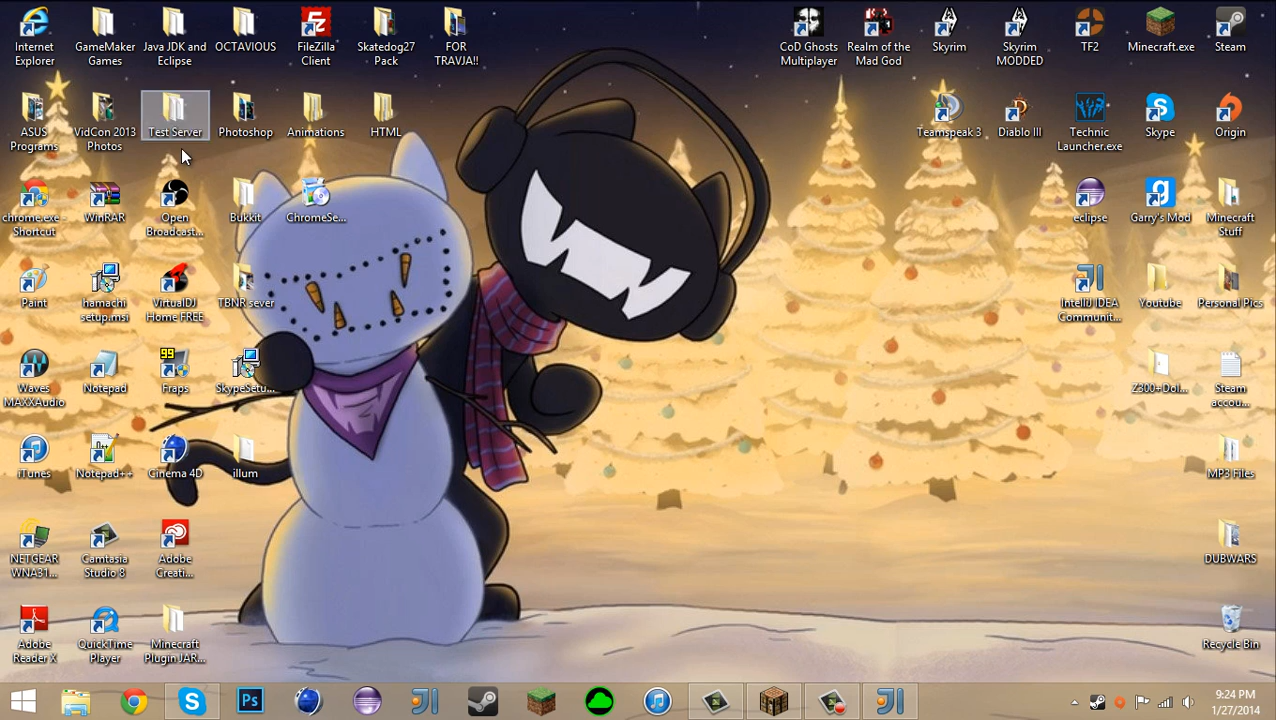 Internet
Explorer
GameMaker
Games
Java JDK and
Eclipse
OCTAVIOUS
FileZilla
Client
Skatedog27
Pack
FOR
TRAVJA!!
CoD Ghosts
Multiplayer
Realm of the
Mad God
Skyrim
Skyrim
MODDED
TF2
Minecraft.exe
Steam
ASUS
Programs
VidCon 2013
Photos
Test Server
Photoshop
Animations
HTML
Teamspeak 3
Diablo III
Technic
Launcher.exe
Skype
Origin
chrome.exe -
Shortcut
WinRAR
Open
Broadcast...
Bukkit
ChromeSe...
eclipse
Garry's Mod
Minecraft
Stuff
Paint
hamachi
setup.msi
VirtualDJ
Home FREE
TBNR sever
IntelliJ IDEA
Communit...
Youtube
Personal Pics
Waves
MAXXAudio
Notepad
99
Fraps
SkypeSetu...
Z300+Dol...
Steam
accou...
iTunes
Notepad++
Cinema 4D
illum
MP3 Files
NETGEAR
WNA31...
Camtasia
Studio 8
Adobe
Creati...
DUBWARS
Adobe
Reader X
QuickTime
Player
Minecraft
Plugin JAR...
Recycle Bin
Ps
9:24 PM
1/27/2014